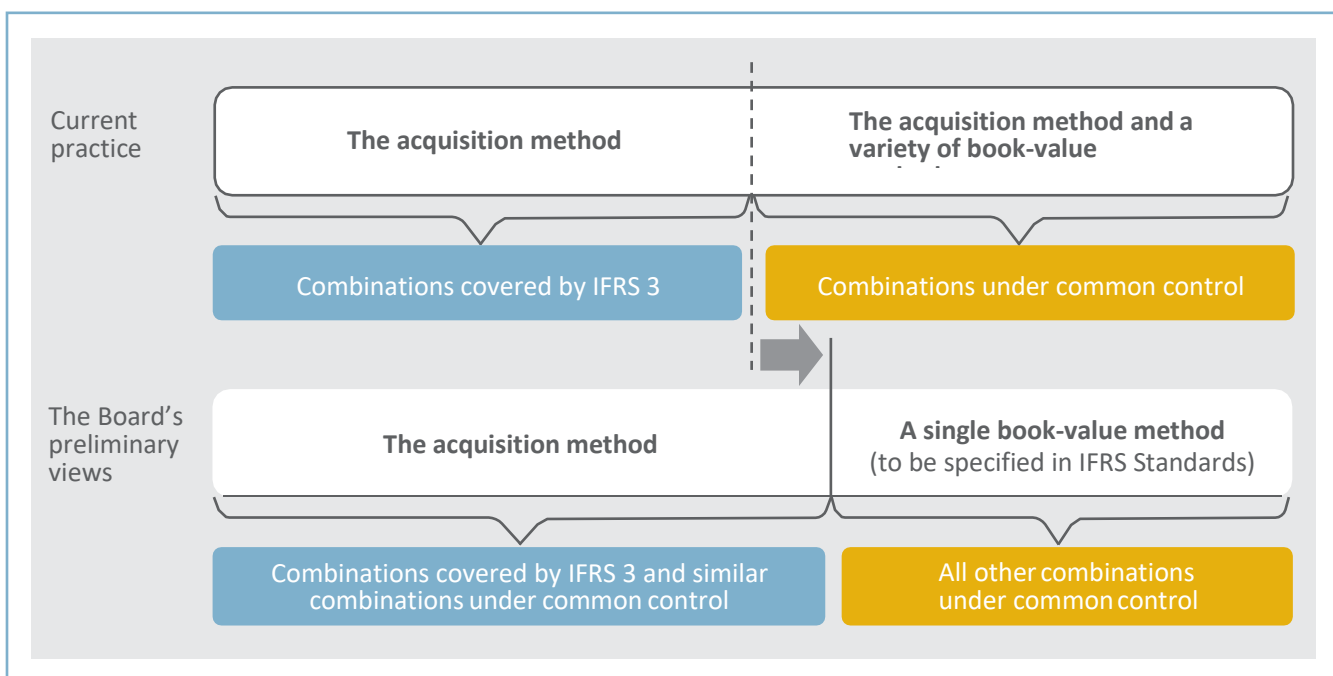 Current
practice
The acquisition method
The acquisition method and a
variety of book-value
Combinations covered by IFRS 3
Combinations under common control
The Board’s
preliminary
views
The acquisition method
A single book-value method
(to be specified in IFRS Standards)
Combinations covered by IFRS 3 and similar
combinations under common control
All other combinations
under common control